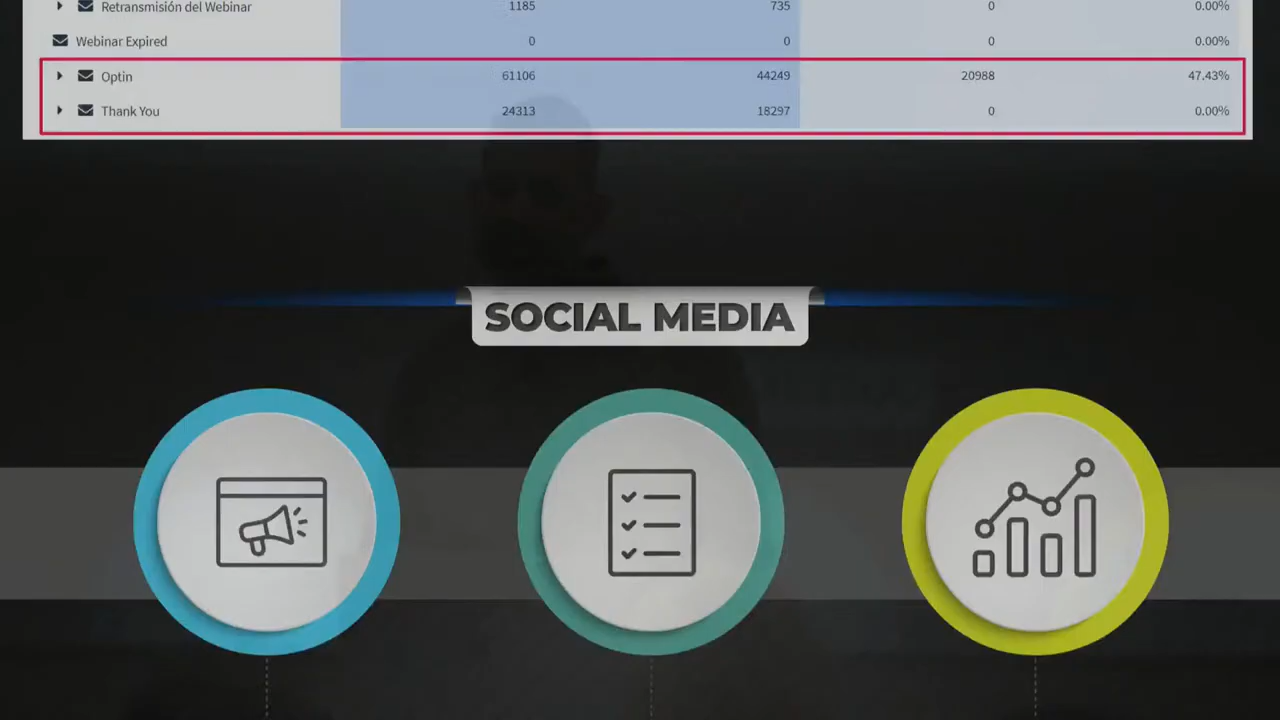 Retransmisión del Webinar 1185 735 0 0.00%
Webinar Expired 0 0 0 0.00%
Optin 61106 44249 20988 47.43%
Thank You 24313 18297 0 0.00%
SOCIAL MEDIA